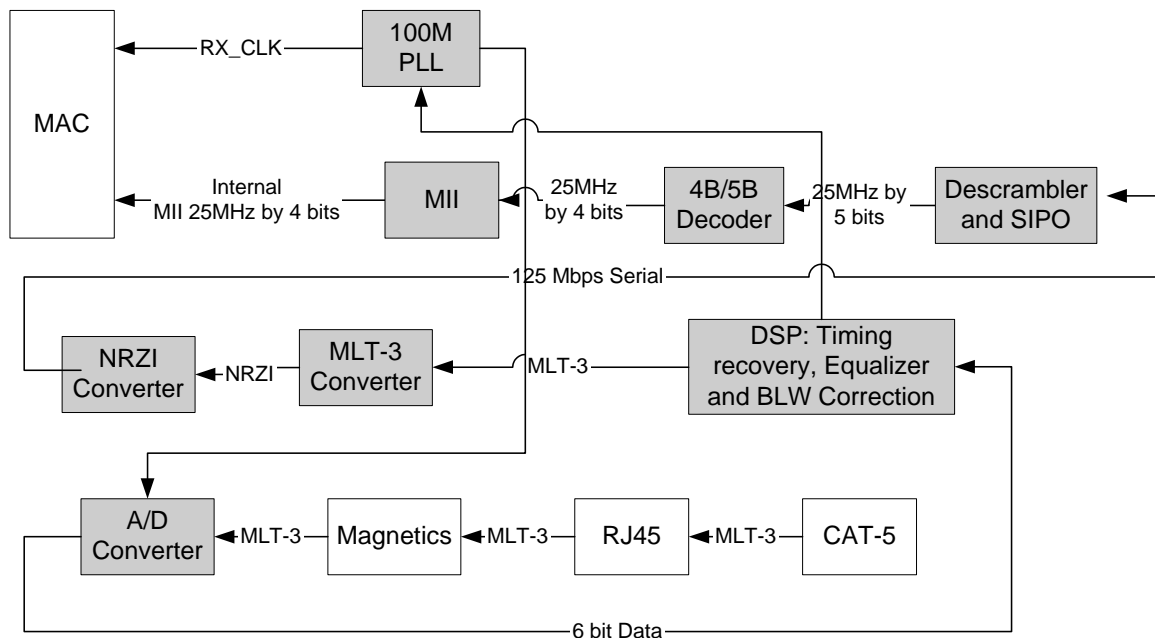 100M
PLL
RX_CLK
MAC
Internal
MII 25MHz by 4 bits
MII
25MHz
by 4 bits
4B/5B
Decoder
25MHz by
5 bits
Descrambler
and SIPO
125 Mbps Serial
NRZI
Converter
NRZI
MLT-3
Converter
MLT-3
DSP: Timing
recovery, Equalizer
and BLW Correction
A/D
Converter
MLT-3
Magnetics
MLT-3
RJ45
MLT-3
CAT-5
6 bit Data